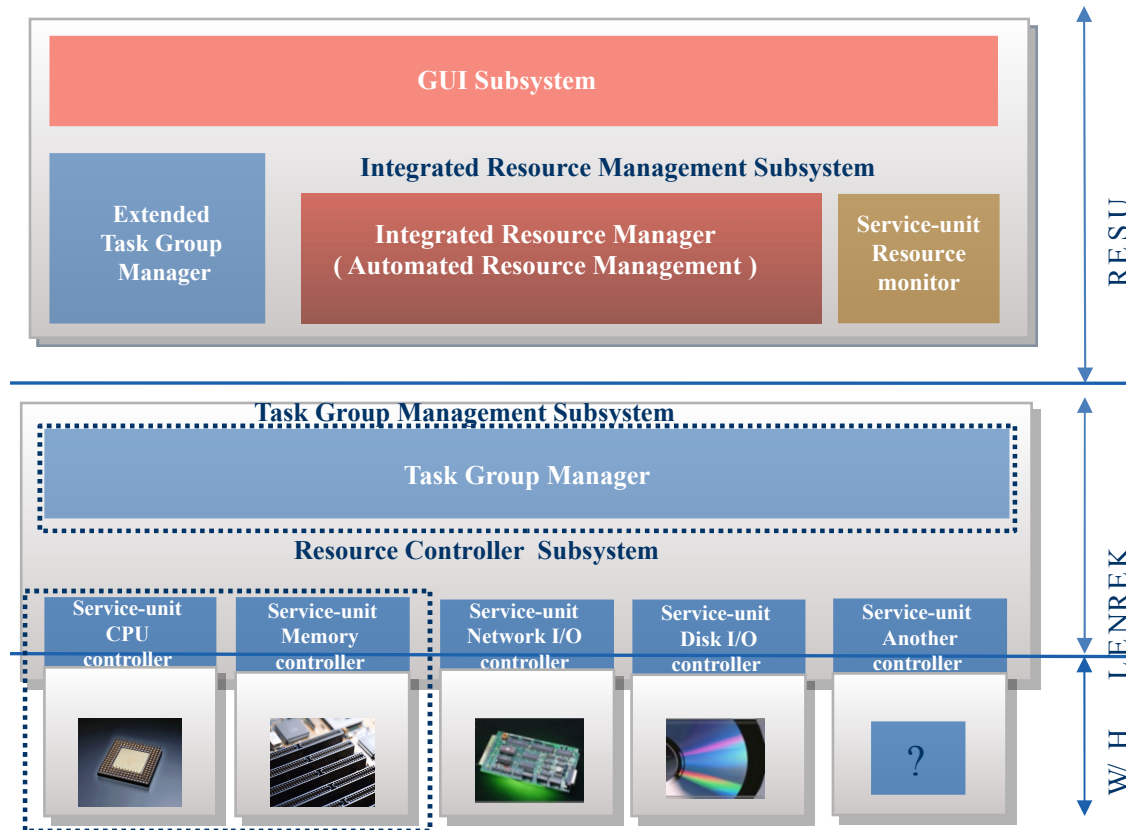 GUI Subsystem
Integrated Resource Management Subsystem
Extended
Task Group
Manager
Integrated Resource Manager
( Automated Resource Management )
Service-unit
Resource
monitor
RESU
Task Group Management Subsystem
Task Group Manager
Resource Controller Subsystem
Service-unit
CPU
controller
Service-unit
Memory
controller
Service-unit
Network I/O
controller
Service-unit
Disk I/O
controller
Service-unit
Another
controller
LENREK
?
W/ H